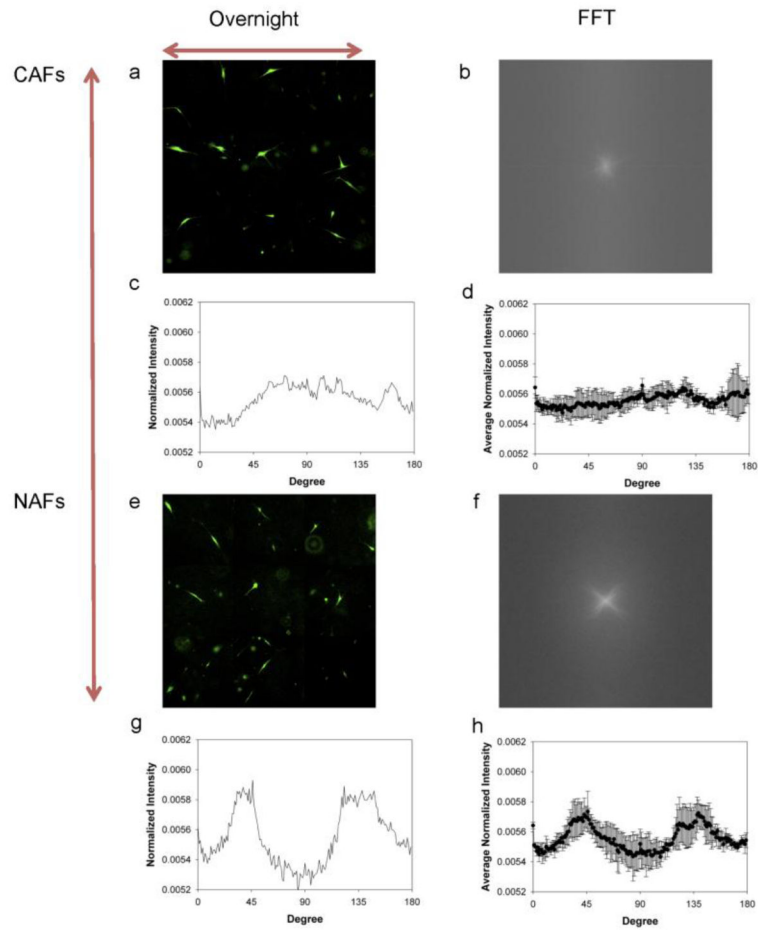 Overnight FFT
CAFs a b
c d
0.0062 0.0062
0.0060 0.0060
0.0058 0.0058
0.0056 0.0056
0.0054 0.0054
0.0052 0.0052
Normalized Intensity Average Normalized Intensity
0 45 90 135 180 0 45 90 135 180
Degree Degree
NAFs e f
g h
0.0062 0.0062
0.0060 0.0060
0.0058 0.0058
0.0056 0.0056
0.0054 0.0054
0.0052 0.0052
Normalized Intensity Average Normalized Intensity
0 45 90 135 180 0 45 90 135 180
Degree Degree